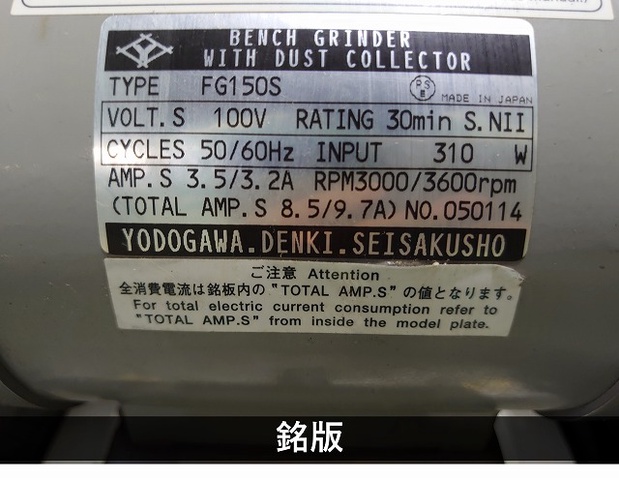 BENCH GRINDER
WITH DUST COLLECTOR
TYPE FG150S
PS
E
MADE IN JAPAN
VOLT.S 100V RATING 30min S.NII
CYCLES 50/60Hz INPUT 310 W
AMP.S 3.5/3.2A RPM3000/3600rpm
(TOTAL AMP.S 8.5/9.7A) NO.050114
YODOGAWA.DENKI.SEISAKUSHO
ご注意 Attention
全消費電流は銘板内の"TOTAL AMP.S"の値となります。
For total electric current consumption refer to
"TOTAL AMP.S" from inside the model plate.
銘版